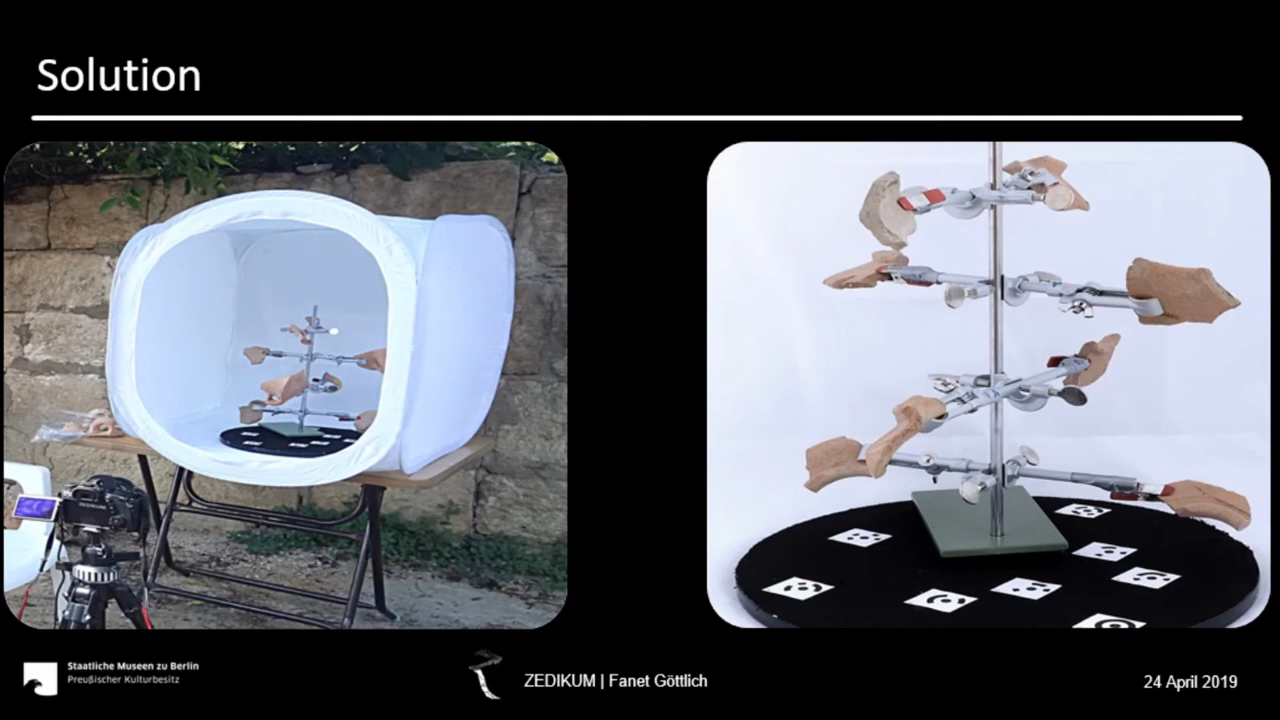 Solution
Staatliche Museen zu Berlin
Preußischer Kulturbesitz
ZEDIKUM | Fanet Göttlich
24 April 2019